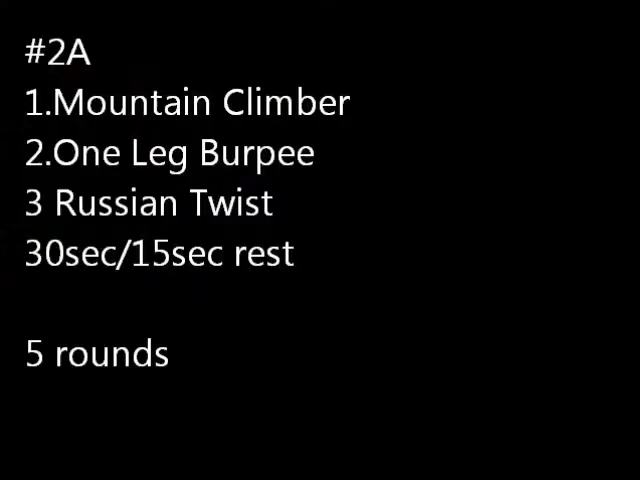 #2A
1.Mountain Climber
2.One Leg Burpee
3 Russian Twist
30sec/15sec rest
5 rounds